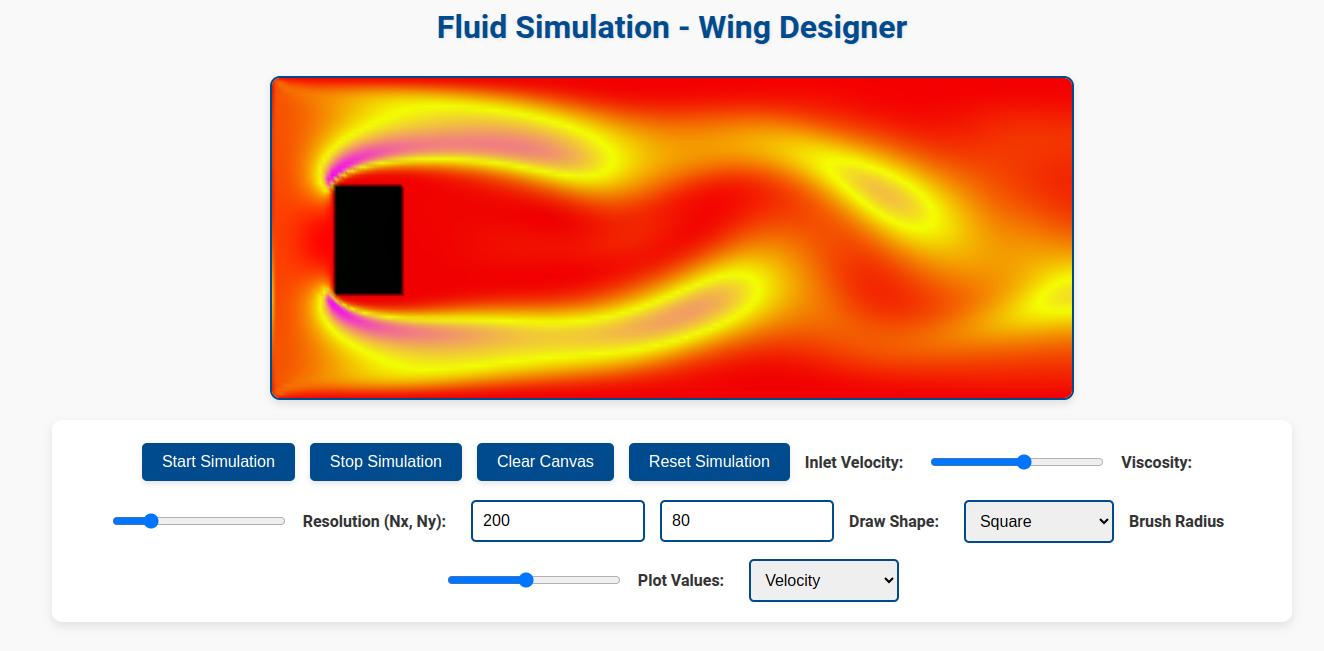 Fluid Simulation - Wing Designer
Start Simulation Stop Simulation Clear Canvas Reset Simulation Inlet Velocity: Viscosity:
Resolution (Nx, Ny): 200 80 Draw Shape: Square Brush Radius
Plot Values: Velocity